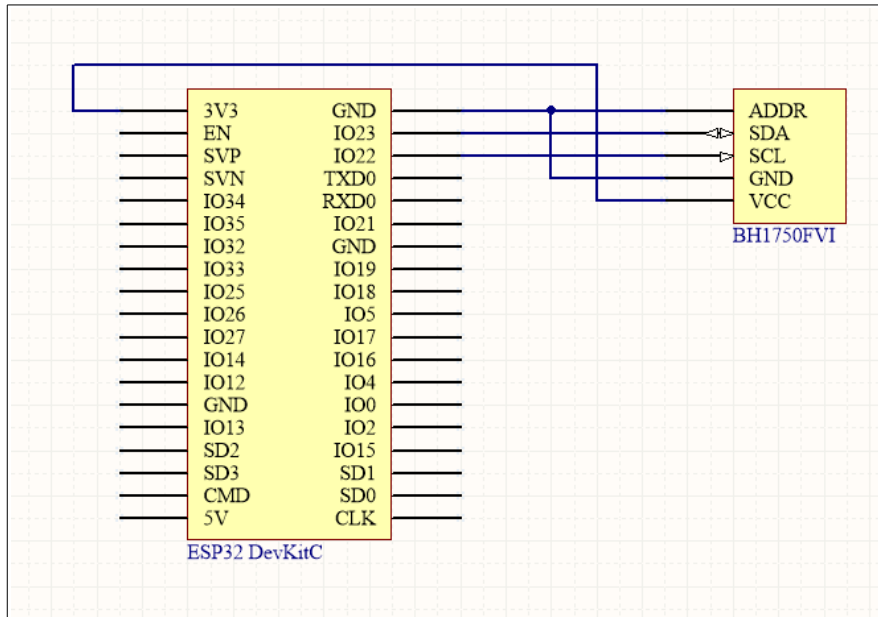 3V3 GND
EN IO23
SVP IO22
SVN TXD0
IO34 RXD0
IO35 IO21
IO32 GND
IO33 IO19
IO25 IO18
IO26 IO5
IO27 IO17
IO14 IO16
IO12 IO4
GND IO0
IO13 IO2
SD2 IO15
SD3 SD1
CMD SD0
5V CLK
ESP32 DevKitC
ADDR
SDA
SCL
GND
VCC
BH1750FVI